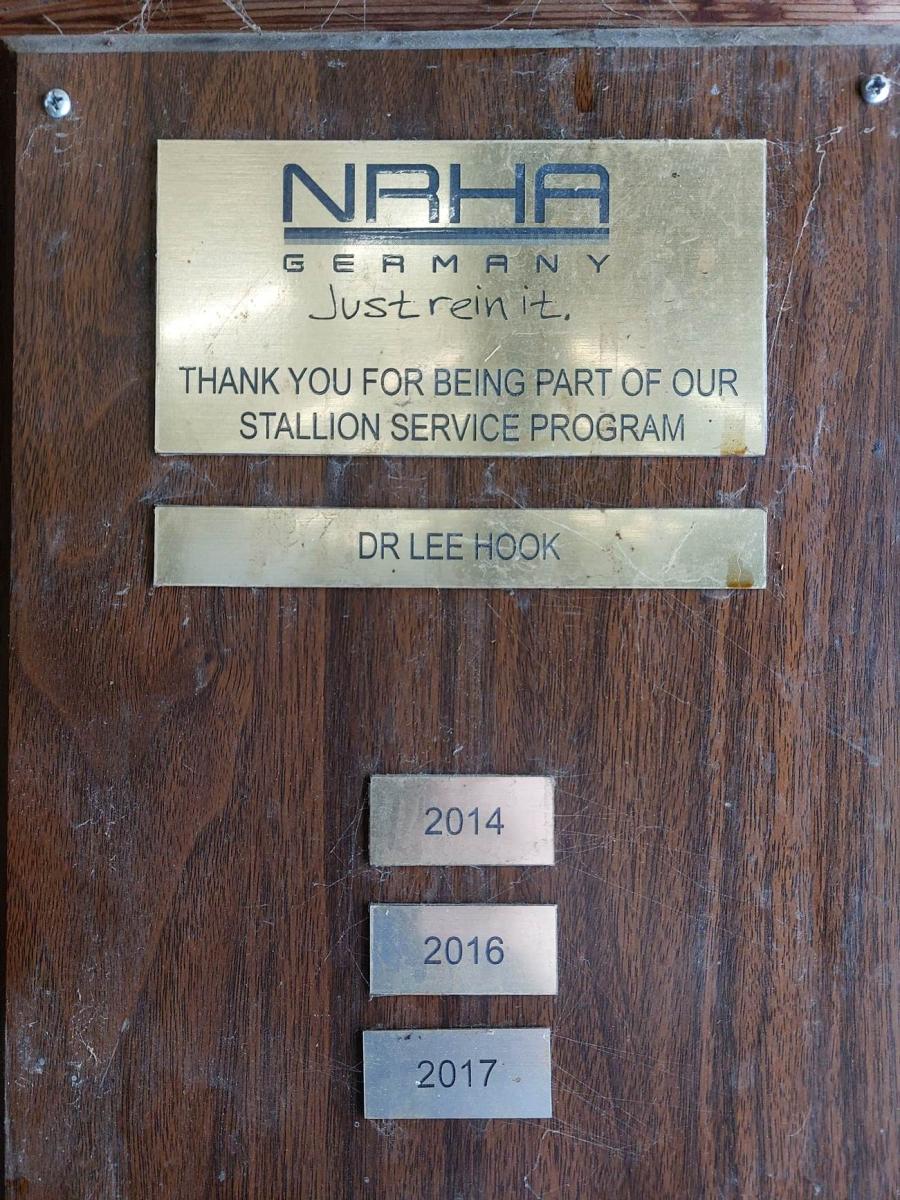 NRHA
GERMANY
Just rein it.
THANK YOU FOR BEING PART OF OUR
STALLION SERVICE PROGRAM
DR LEE HOOK
2014
2016
2017